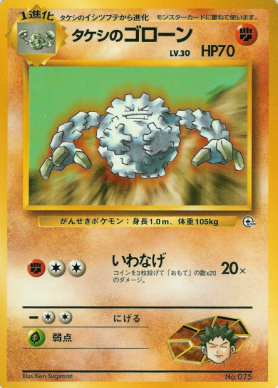 1進化
タケシのイシツブテから進化
モンスターカードに重ねて使います。
タケシのゴローン
LV.30
HP70
がんせきポケモン：身長1.0m、体重105kg
いわなげ
20×
コインを3枚投げて「おもて」の数×20
のダメージ。
にげる
弱点
Illus. Ken Sugimori
No.075